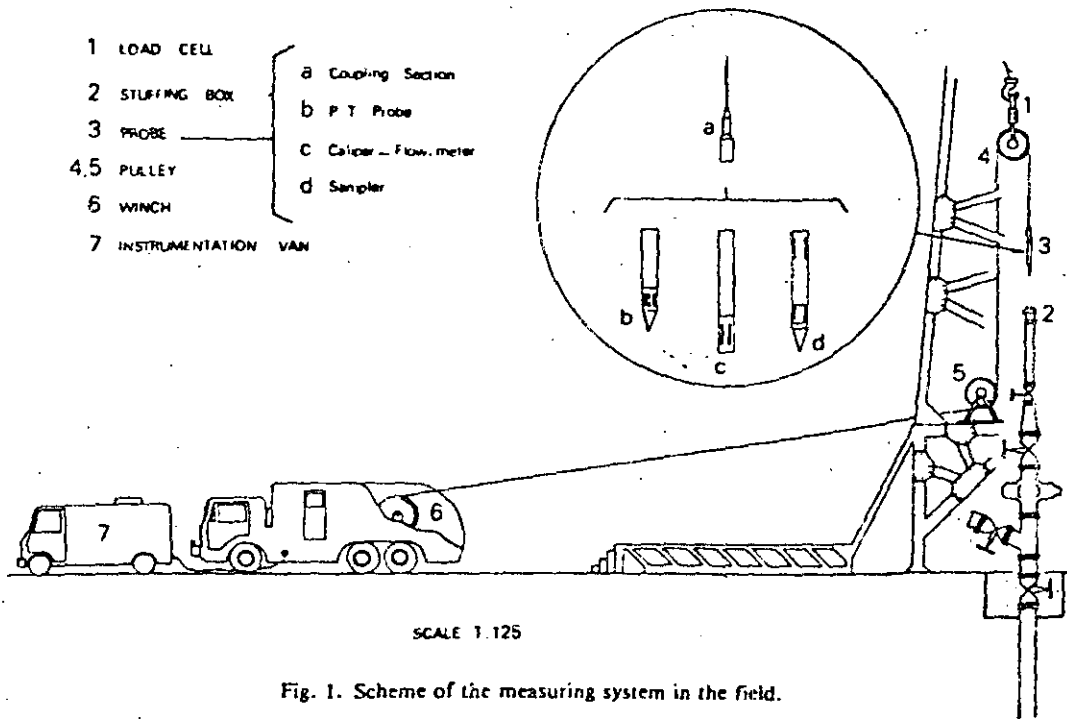 1 LOAD CELL
2 STUFFING BOX
3 PROBE
4,5 PULLEY
6 WINCH
7 INSTRUMENTATION VAN
a Coupling Section
b P T Probe
c Caliper - Flow.meter
d Sampler
a
b
c
d
1
4
3
2
5
6
7
SCALE 1.125
Fig. 1. Scheme of the measuring system in the field.